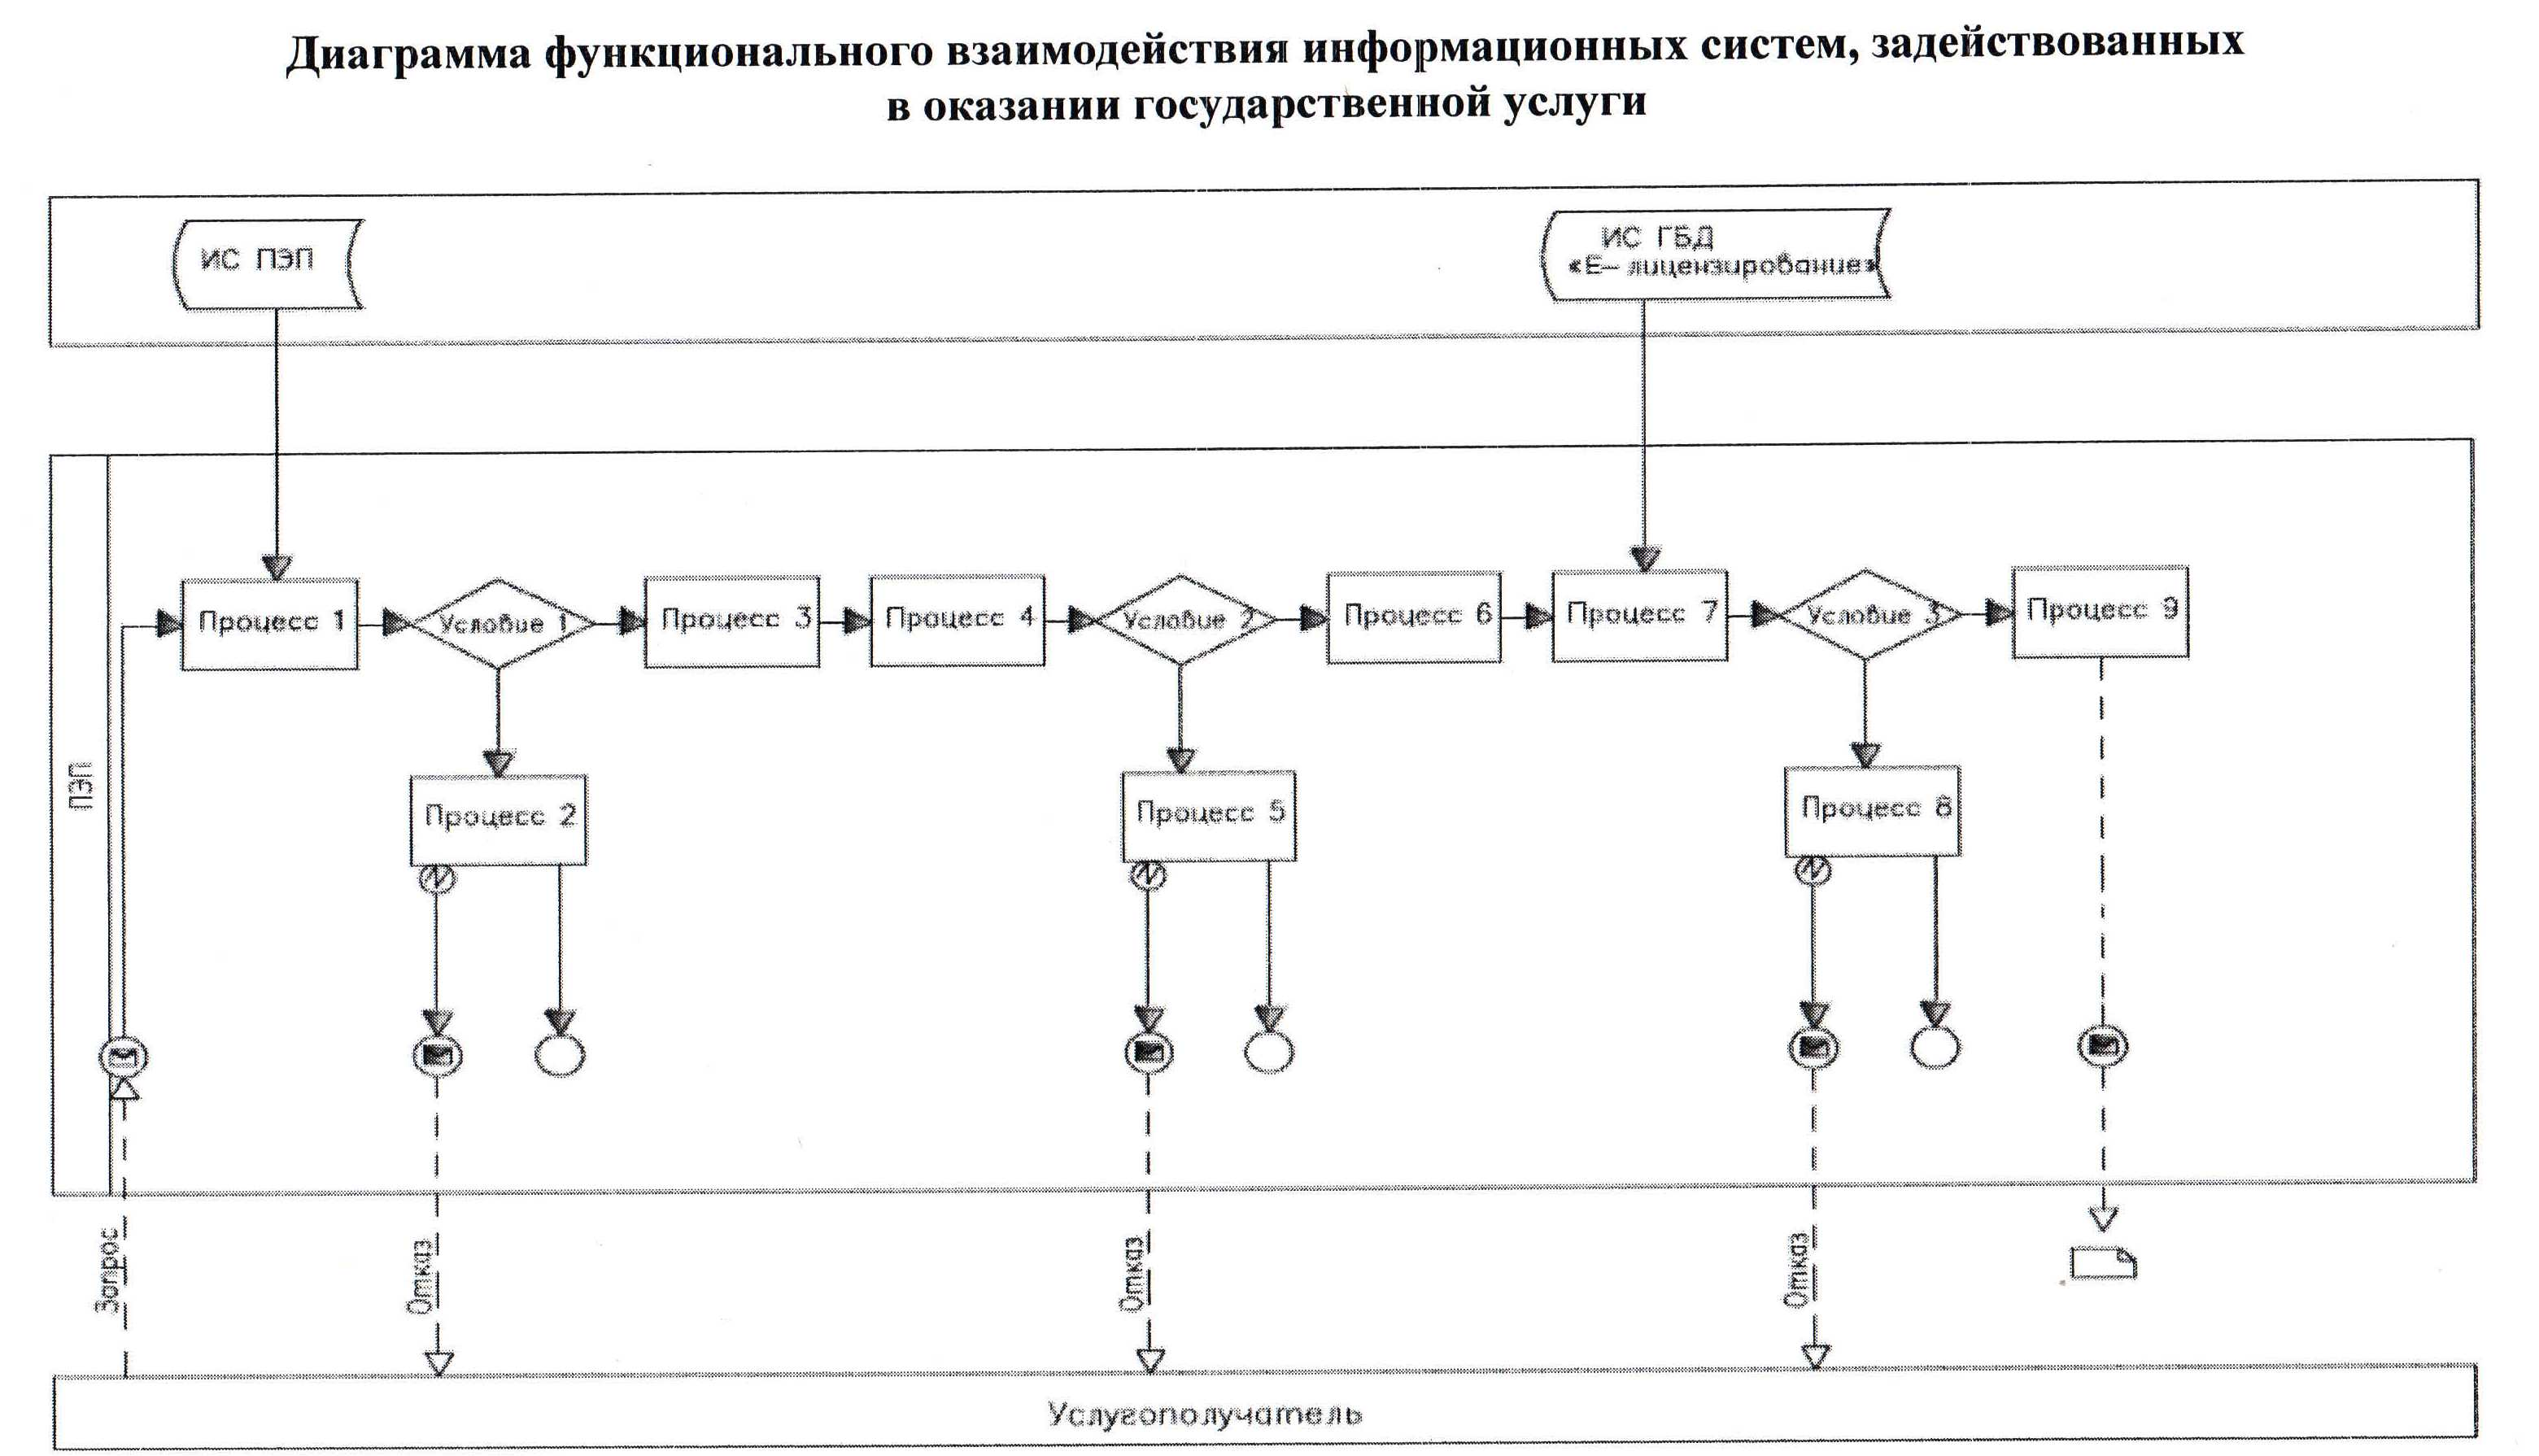 Диаграмма функционального взаимодействия информационных систем, задействованных
в оказании государственной услуги
ИС ПЭП
ИС ГБД
«Е– лицензирование»
ПЭП
Процесс 1
Условие 1
Процесс 3
Процесс 4
Условие 2
Процесс 6
Процесс 7
Условие 3
Процесс 9
Процесс 2
Процесс 5
Процесс 8
Запрос
Отказ
Отказ
Отказ
Услугополучатель